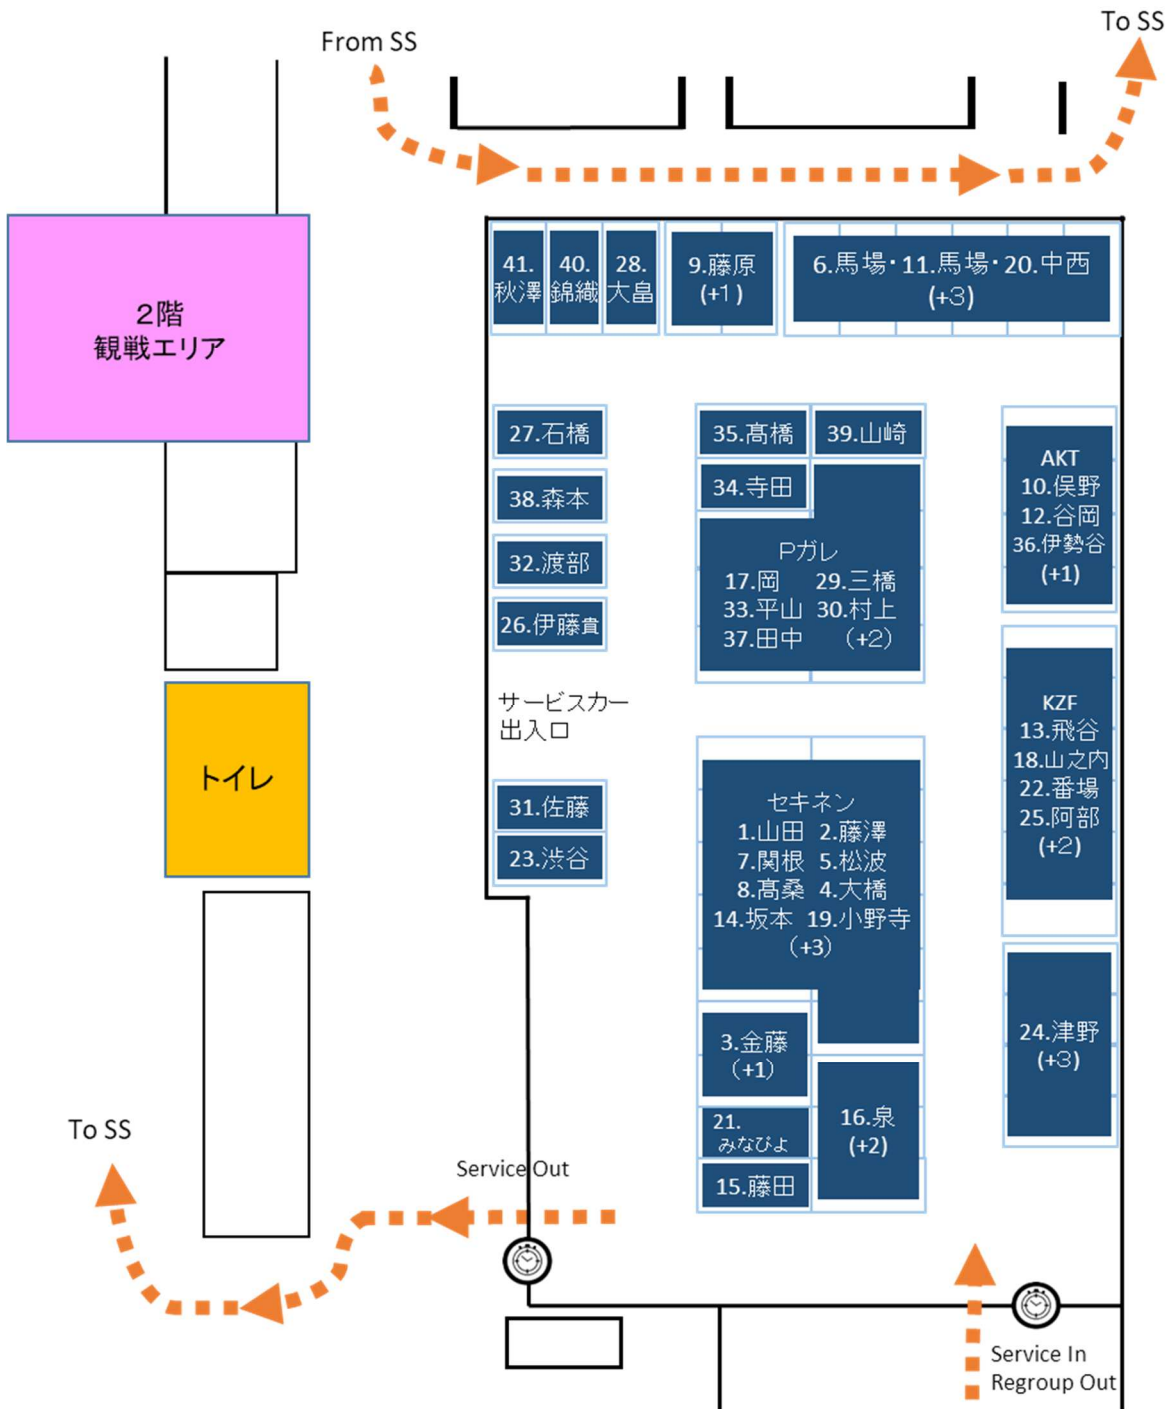 From SS
To SS
2階
観戦エリア
41.
秋澤
40.
錦織
28.
大畠
9.藤原
(+1)
6.馬場・11.馬場・20.中西
(+3)
27.石橋
38.森本
32.渡部
26.伊藤貴
35.髙橋
39.山崎
34.寺田
Pガレ
17.岡 29.三橋
33.平山 30.村上
37.田中 (+2)
AKT
10.俣野
12.谷岡
36.伊勢谷
(+1)
サービスカー
出入口
KZF
13.飛谷
18.山之内
22.番場
25.阿部
(+2)
トイレ
31.佐藤
23.渋谷
セキネン
1.山田 2.藤澤
7.関根 5.松波
8.髙桑 4.大橋
14.坂本 19.小野寺
(+3)
3.金藤
(+1)
24.津野
(+3)
21.
みなぴよ
16.泉
(+2)
15.藤田
To SS
Service Out
Service In
Regroup Out